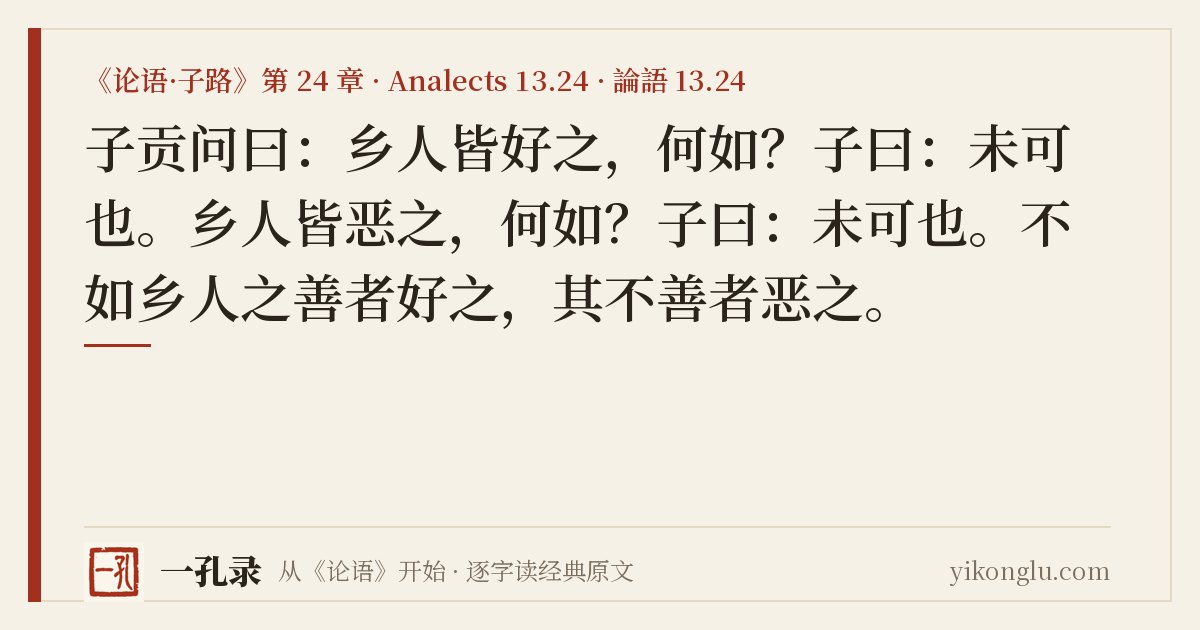 《论语·子路》第 24 章 · Analects 13.24 · 論語 13.24
子贡问曰：乡人皆好之，何如？子曰：未可
也。乡人皆恶之，何如？子曰：未可也。不
如乡人之善者好之，其不善者恶之。
一孔 一孔录 从《论语》开始 · 逐字读经典原文 yikonglu.com